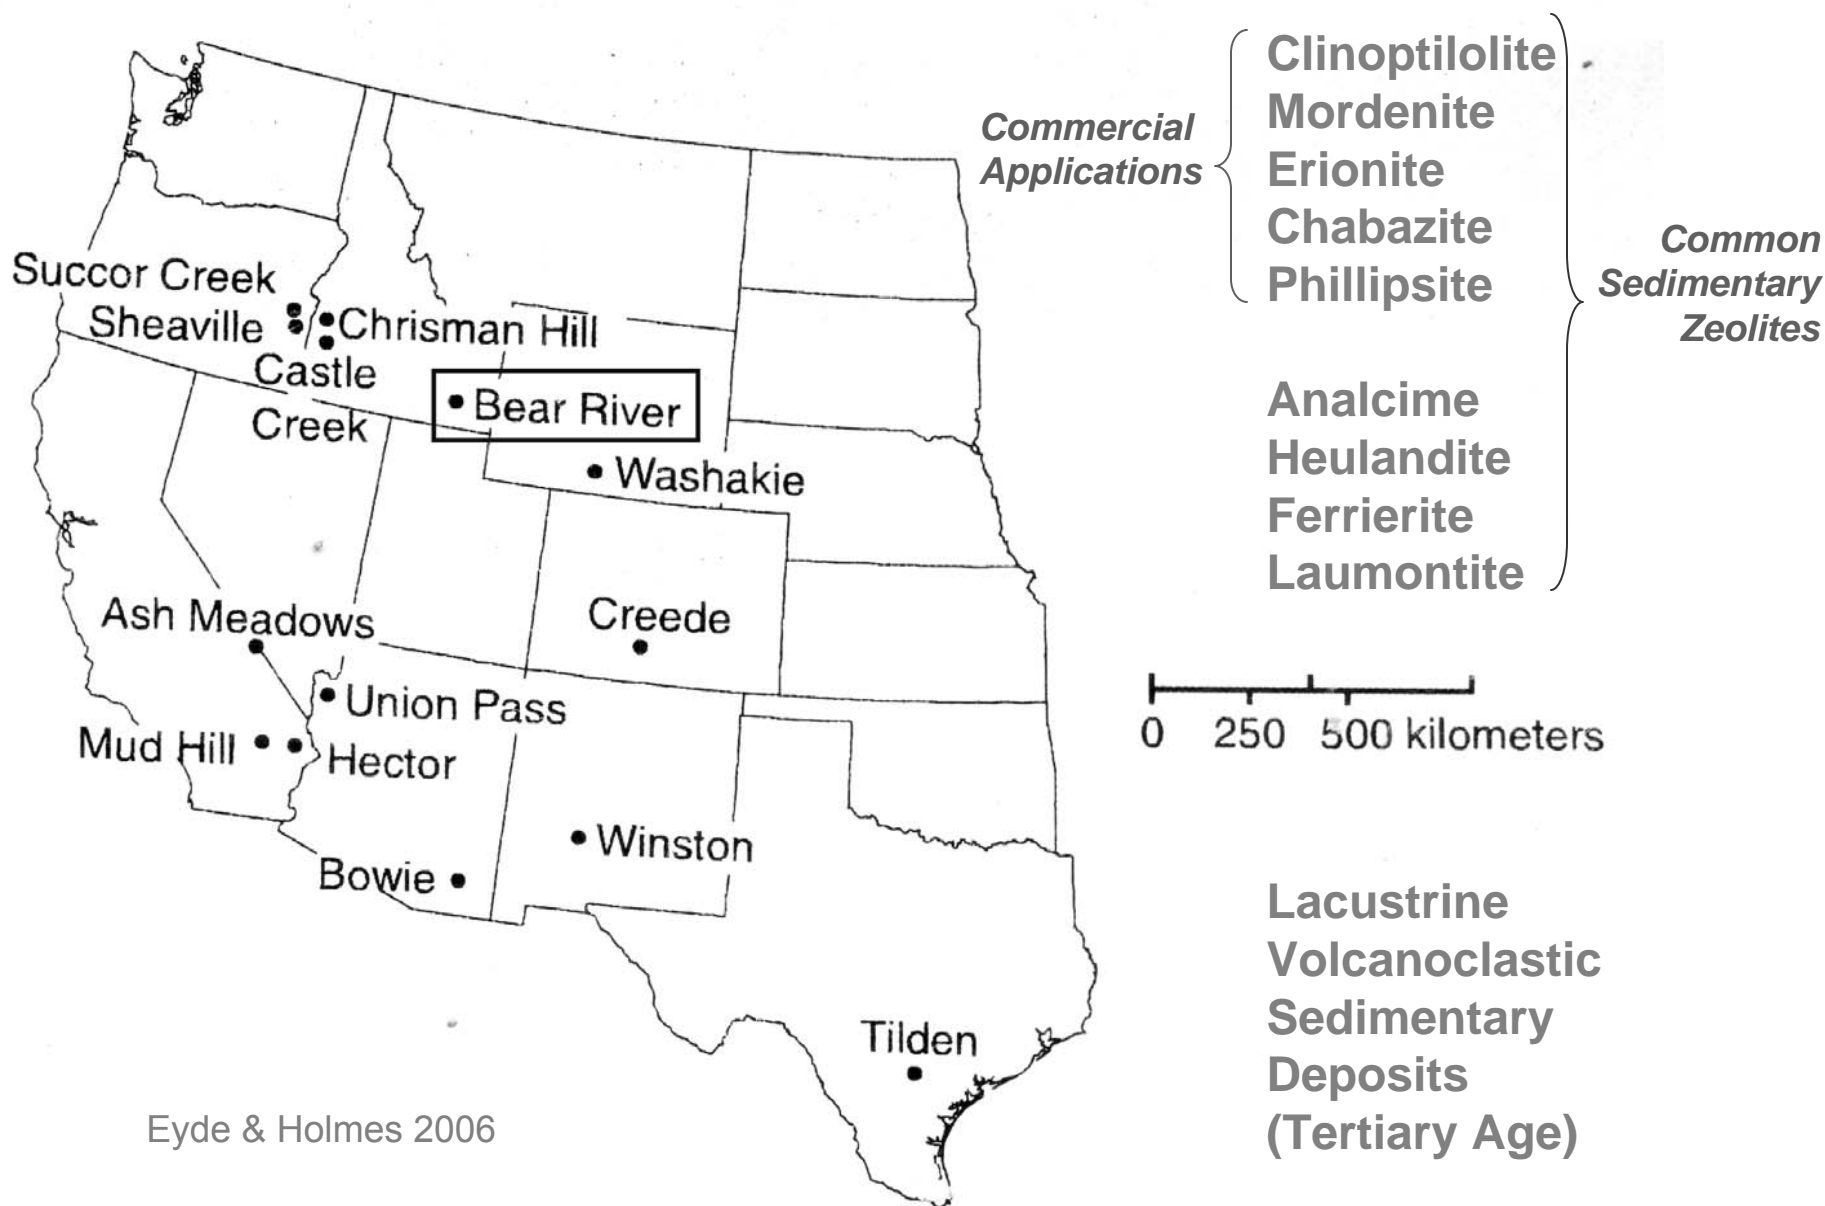 Clinoptilolite
Mordenite
Erionite
Chabazite
Phillipsite
Commercial
Applications
Analcime
Heulandite
Ferrierite
Laumontite
Common
Sedimentary
Zeolites
Succor Creek
Sheaville
Chrisman Hill
Castle
Creek
Bear River
Washakie
Ash Meadows
Creede
Union Pass
Mud Hill
Hector
Winston
Bowie
Tilden
0 250 500 kilometers
Lacustrine
Volcanoclastic
Sedimentary
Deposits
(Tertiary Age)
Eyde & Holmes 2006